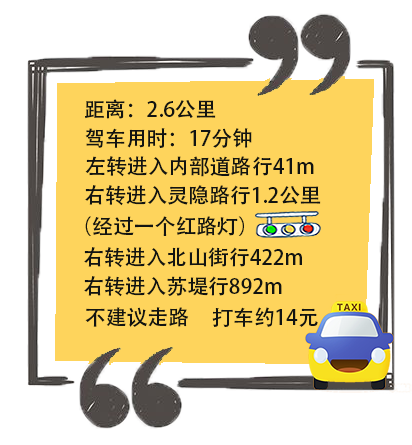 距离：2.6公里
驾车用时：17分钟
左转进入内部道路行41m
右转进入灵隐路行1.2公里
(经过一个红路灯)
右转进入北山街行422m
右转进入苏堤行892m
不建议走路 打车约14元
TAXI